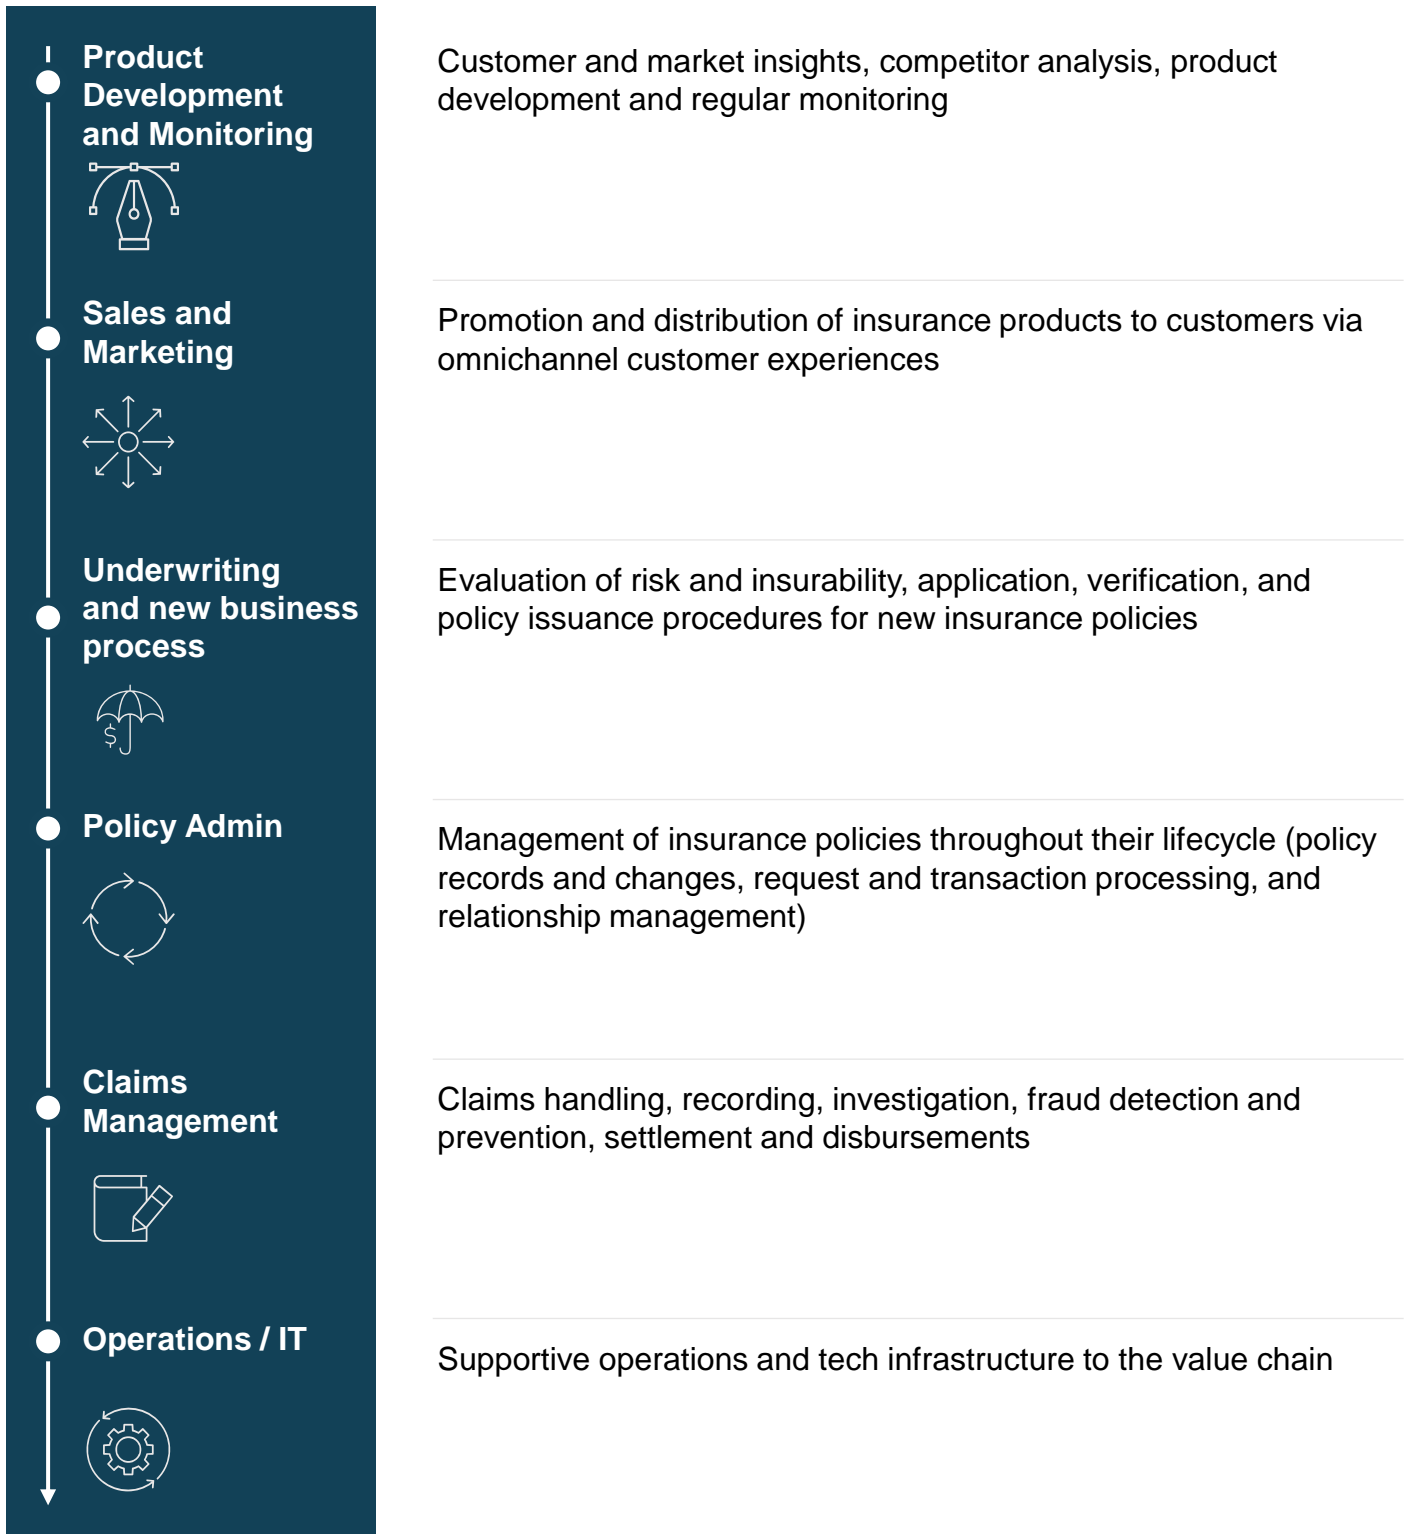 Product
Development
and Monitoring
Customer and market insights, competitor analysis, product
development and regular monitoring
Sales and
Marketing
Promotion and distribution of insurance products to customers via
omnichannel customer experiences
Underwriting
and new business
process
$
Evaluation of risk and insurability, application, verification, and
policy issuance procedures for new insurance policies
Policy Admin
Management of insurance policies throughout their lifecycle (policy
records and changes, request and transaction processing, and
relationship management)
Claims
Management
Claims handling, recording, investigation, fraud detection and
prevention, settlement and disbursements
Operations / IT
Supportive operations and tech infrastructure to the value chain